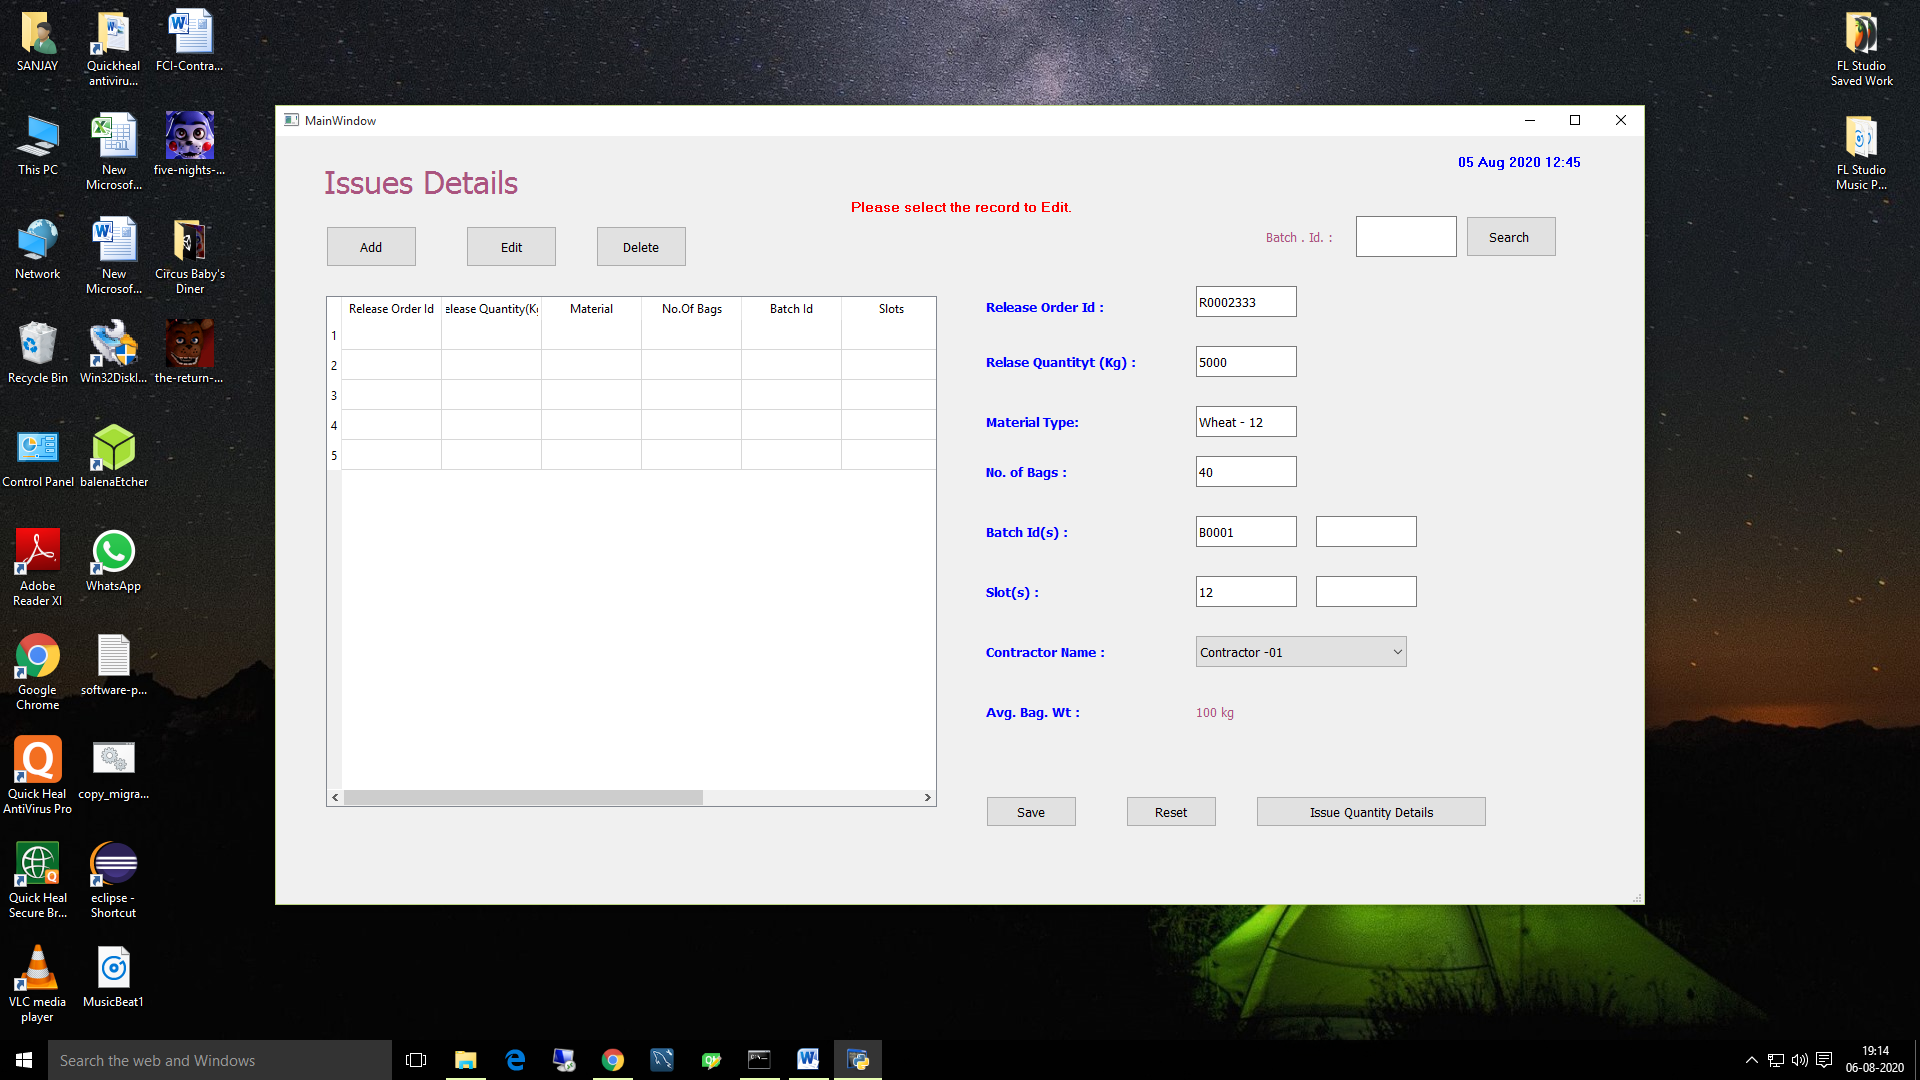 SANJAY
Quickheal
antiviru...
FCI-Contra...
This PC
New
Microsof...
five-nights-...
Network
New
Microsof...
Circus Baby's
Diner
Recycle Bin
Win32DiskI...
the-return-...
Control Panel
balenaEtcher
Adobe
Reader XI
WhatsApp
Google
Chrome
software-p...
Quick Heal
AntiVirus Pro
copy_migra...
Quick Heal
Secure Br...
eclipse -
Shortcut
VLC media
player
MusicBeat1
FL Studio
Saved Work
FL Studio
Music P...
MainWindow
05 Aug 2020 12:45
Issues Details
Please select the record to Edit.
Add
Edit
Delete
Batch . Id. :
Search
Release Order Id
elease Quantity(K
Material
No.Of Bags
Batch Id
Slots
1
2
3
4
5
Release Order Id :
R0002333
Relase Quantityt (Kg) :
5000
Material Type:
Wheat - 12
No. of Bags :
40
Batch Id(s) :
B0001
Slot(s) :
12
Contractor Name :
Contractor -01
Avg. Bag. Wt :
100 kg
Save
Reset
Issue Quantity Details
Search the web and Windows
19:14
06-08-2020